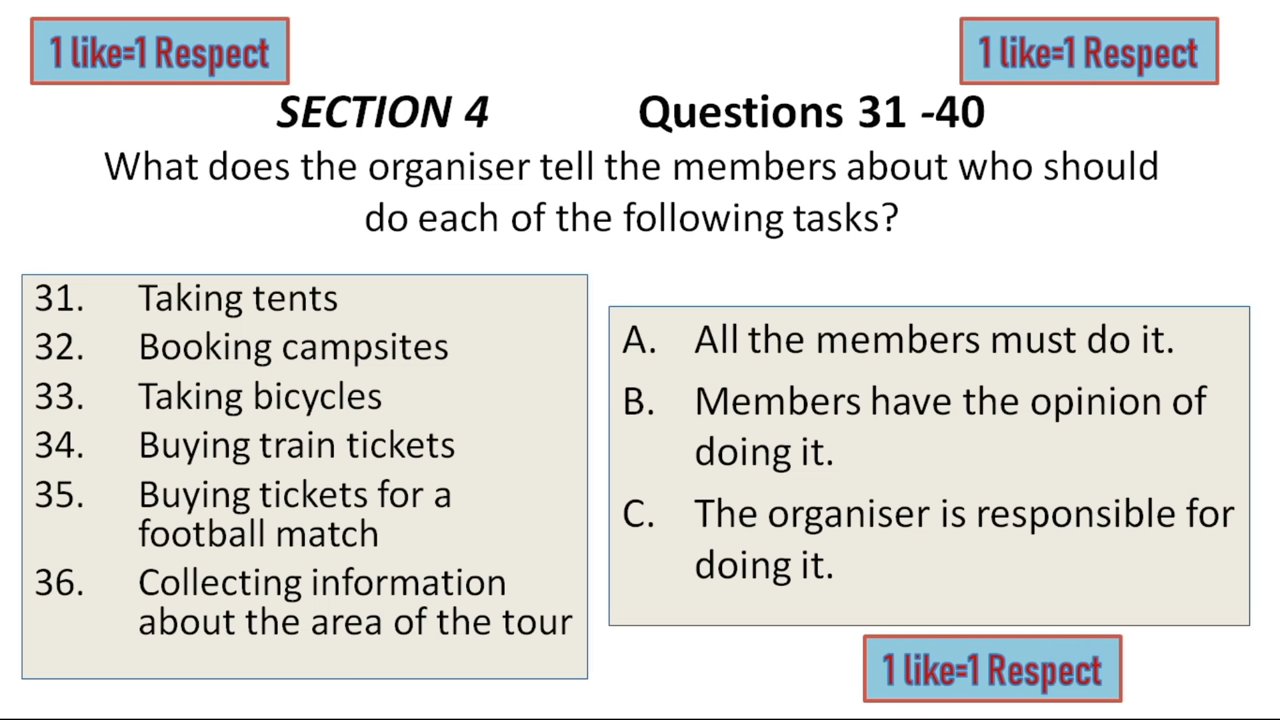 1 like=1 Respect
1 like=1 Respect
SECTION 4 Questions 31 -40
What does the organiser tell the members about who should
do each of the following tasks?
31. Taking tents
32. Booking campsites
33. Taking bicycles
34. Buying train tickets
35. Buying tickets for a
football match
36. Collecting information
about the area of the tour
A. All the members must do it.
B. Members have the opinion of
doing it.
C. The organiser is responsible for
doing it.
1 like=1 Respect